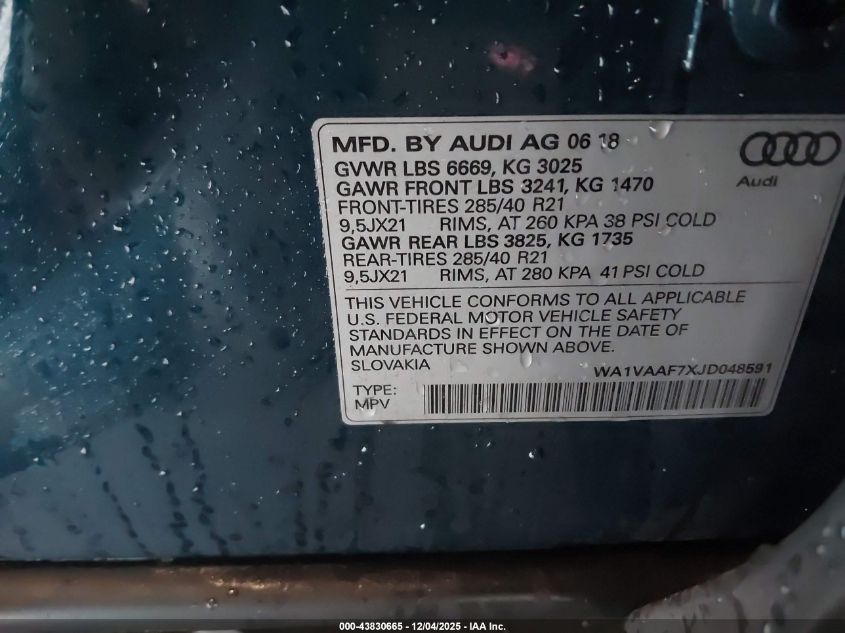 MFD. BY AUDI AG 06 18
GVWR LBS 6669, KG 3025
GAWR FRONT LBS 3241, KG 1470
FRONT-TIRES 285/40 R21
9,5JX21 RIMS, AT 260 KPA 38 PSI COLD
GAWR REAR LBS 3825, KG 1735
REAR-TIRES 285/40 R21
9,5JX21 RIMS, AT 280 KPA 41 PSI COLD
Audi
THIS VEHICLE CONFORMS TO ALL APPLICABLE
U.S. FEDERAL MOTOR VEHICLE SAFETY
STANDARDS IN EFFECT ON THE DATE OF
MANUFACTURE SHOWN ABOVE.
SLOVAKIA
WA1VAAF7XJD048591
TYPE:
MPV
000-43830665 - 12/04/2025 - IAA Inc.